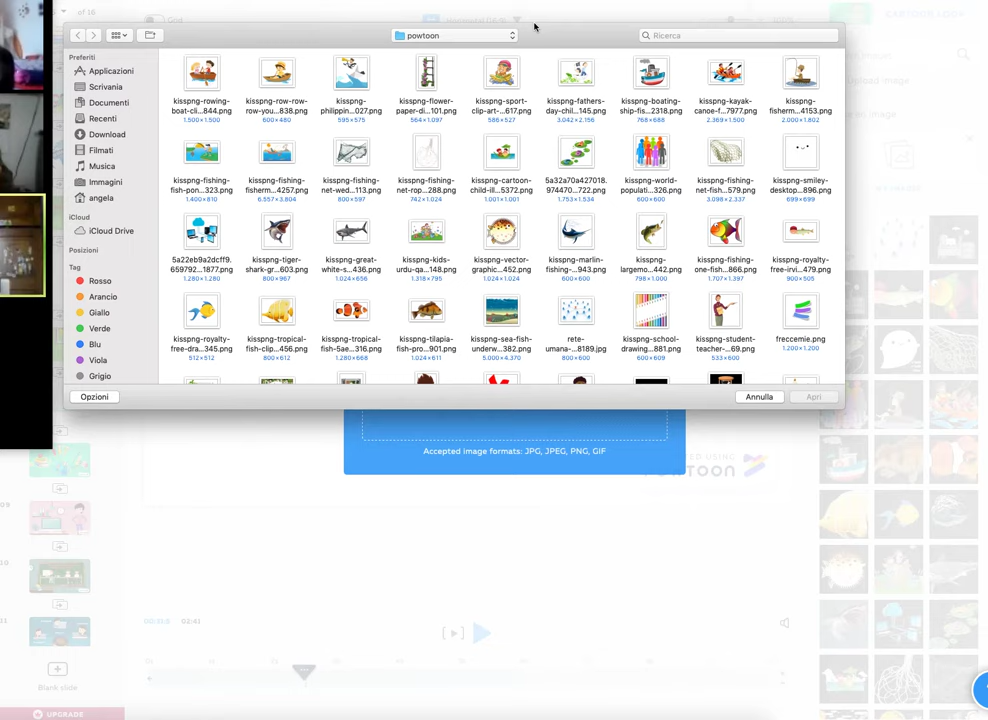 of 16
Grid
powtoon
Ricerca
Preferiti
Applicazioni
Scrivania
Documenti
Recenti
Download
Filmati
Musica
Immagini
angela
iCloud
iCloud Drive
Posizioni
Tag
Rosso
Arancio
Giallo
Verde
Blu
Viola
Grigio
kisspng-rowing-boat-cli...844.png
1.500×1.500
kisspng-row-row-row-you...838.png
600×480
kisspng-philippin...027.png
595×575
kisspng-flower-paper-di...101.png
564×1.097
kisspng-sport-clip-art-...617.png
586×527
kisspng-fathers-day-chil...145.png
3.042×2.156
kisspng-boating-ship-fis...2318.png
768×688
kisspng-kayak-canoe-f...7977.png
2.369×1.500
kisspng-fisherm...4153.png
2.000×1.802
kisspng-fishing-fish-pon...323.png
1.400×810
kisspng-fishing-fisherm...4257.png
6.557×3.804
kisspng-fishing-net-wed...113.png
800×597
kisspng-fishing-net-rop...288.png
742×1.024
kisspng-cartoon-child-ill...5372.png
1.001×1.001
5a32a70a427018.974470...722.png
1.753×1.534
kisspng-world-populati...326.png
600×600
kisspng-fishing-net-fish...579.png
3.098×2.337
kisspng-smiley-desktop...896.png
699×699
5a22eb9a2dcff9.659792...1877.png
1.280×1.280
kisspng-tiger-shark-gr...603.png
800×967
kisspng-great-white-s...436.png
1.024×656
kisspng-kids-urdu-qa...148.png
1.318×795
kisspng-vector-graphic...452.png
1.024×1.024
kisspng-marlin-fishing-...943.png
600×600
kisspng-largemo...442.png
798×1.000
kisspng-fishing-one-fish...866.png
1.707×1.397
kisspng-royalty-free-irvi...479.png
900×505
kisspng-royalty-free-dra...345.png
512×512
kisspng-tropical-fish-clip...456.png
800×612
kisspng-tropical-fish-5ae...316.png
1.280×668
kisspng-tilapia-fish-pro...901.png
1.024×611
kisspng-sea-fish-underw...382.png
5.000×4.370
rete-umana-...8189.jpg
800×600
kisspng-school-drawing...881.png
600×609
kisspng-student-teacher-...69.png
533×600
freccemie.png
1.200×1.200
Opzioni
Annulla
Apri
Accepted image formats: JPG, JPEG, PNG, GIF
02:41
Blank slide
UPGRADE